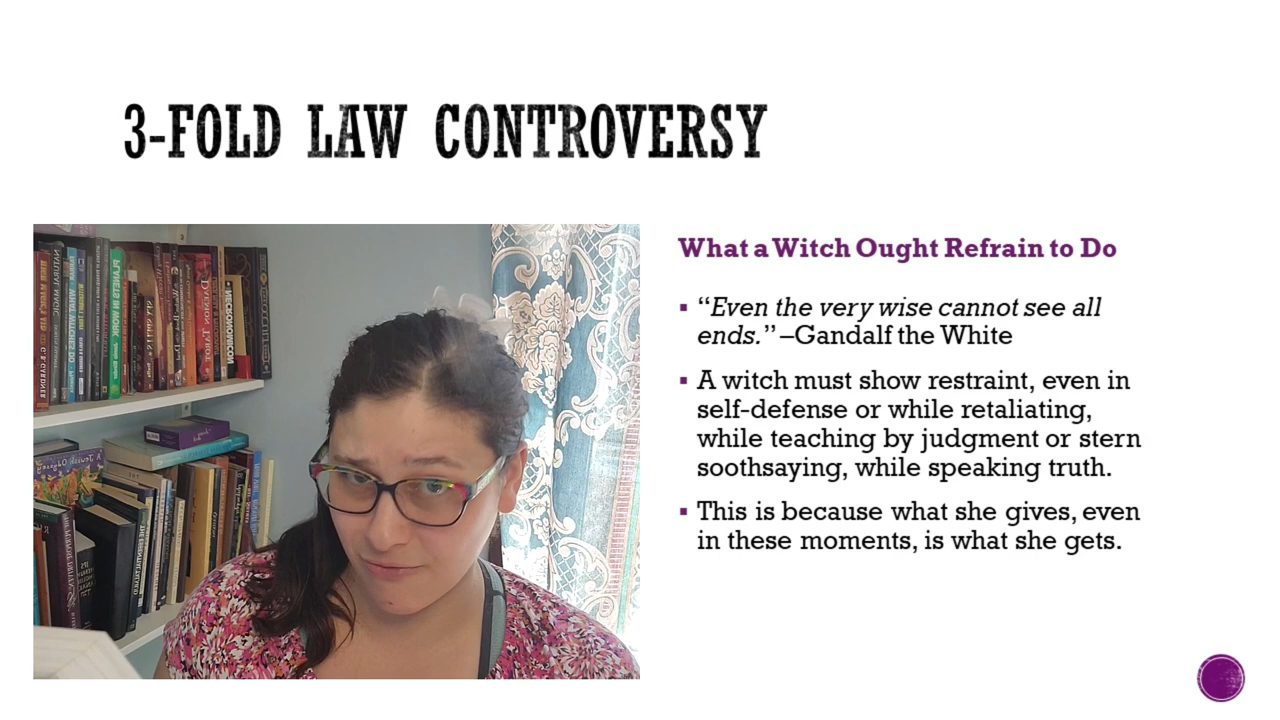 3-FOLD LAW CONTROVERSY
What a Witch Ought Refrain to Do
▪ “Even the very wise cannot see all
ends.” –Gandalf the White
▪ A witch must show restraint, even in
self-defense or while retaliating,
while teaching by judgment or stern
soothsaying, while speaking truth.
▪ This is because what she gives, even
in these moments, is what she gets.
NECRONOMICON